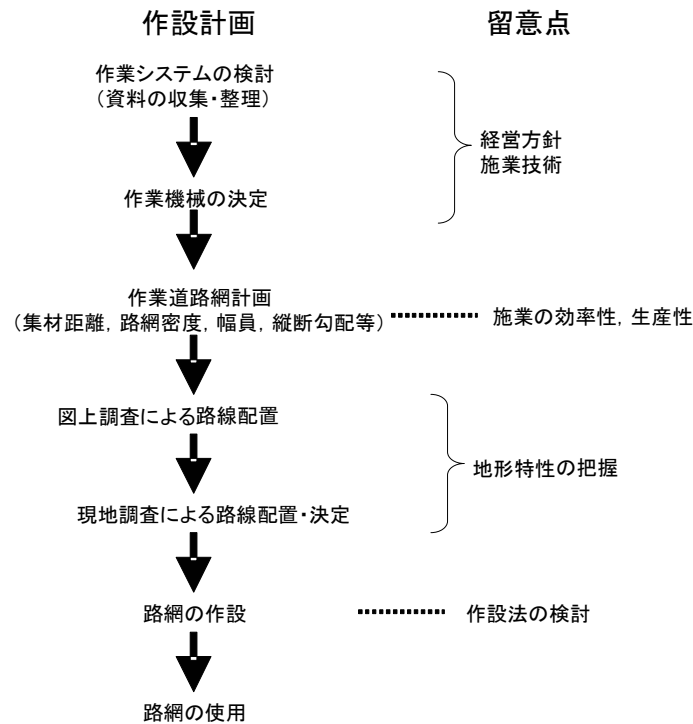 作設計画
留意点
作業システムの検討
（資料の収集・整理）
経営方針
施業技術
作業機械の決定
作業道路網計画
（集材距離，路網密度，幅員，縦断勾配等）
施業の効率性，生産性
図上調査による路線配置
地形特性の把握
現地調査による路線配置・決定
路網の作設
作設法の検討
路網の使用